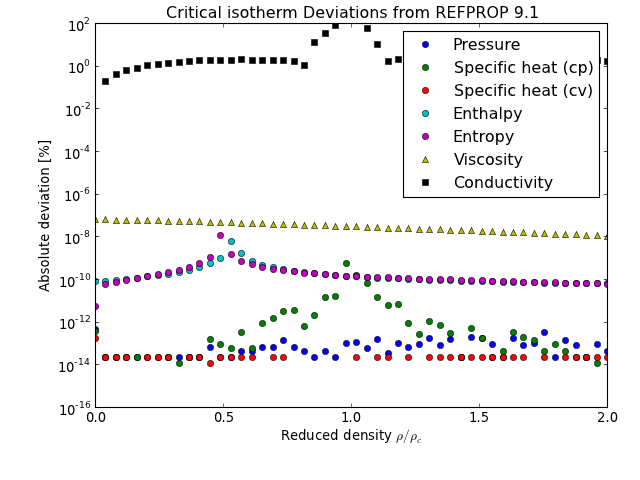 Critical isotherm Deviations from REFPROP 9.1
Absolute deviation [%]
10^2
10^0
10^-2
10^-4
10^-6
10^-8
10^-10
10^-12
10^-14
10^-16
Pressure
Specific heat (cp)
Specific heat (cv)
Enthalpy
Entropy
Viscosity
Conductivity
0.0 0.5 1.0 1.5 2.0
Reduced density ρ/ρ_c